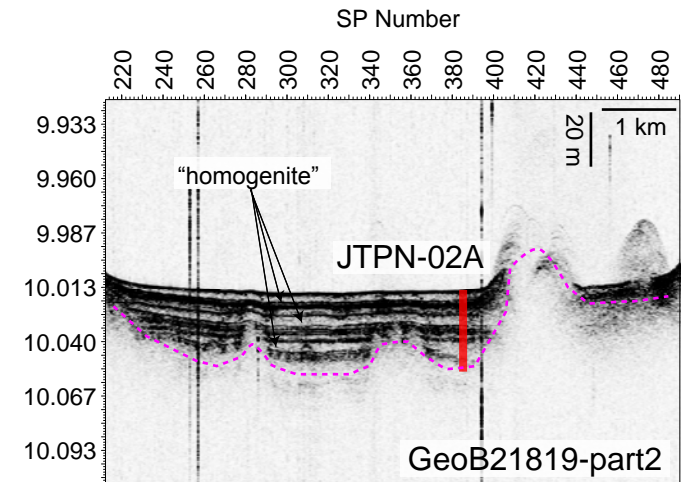 SP Number
220 240 260 280 300 320 340 360 380 400 420 440 460 480
9.933
9.960
9.987
10.013
10.040
10.067
10.093
20 m
1 km
“homogenite”
JTPN-02A
GeoB21819-part2